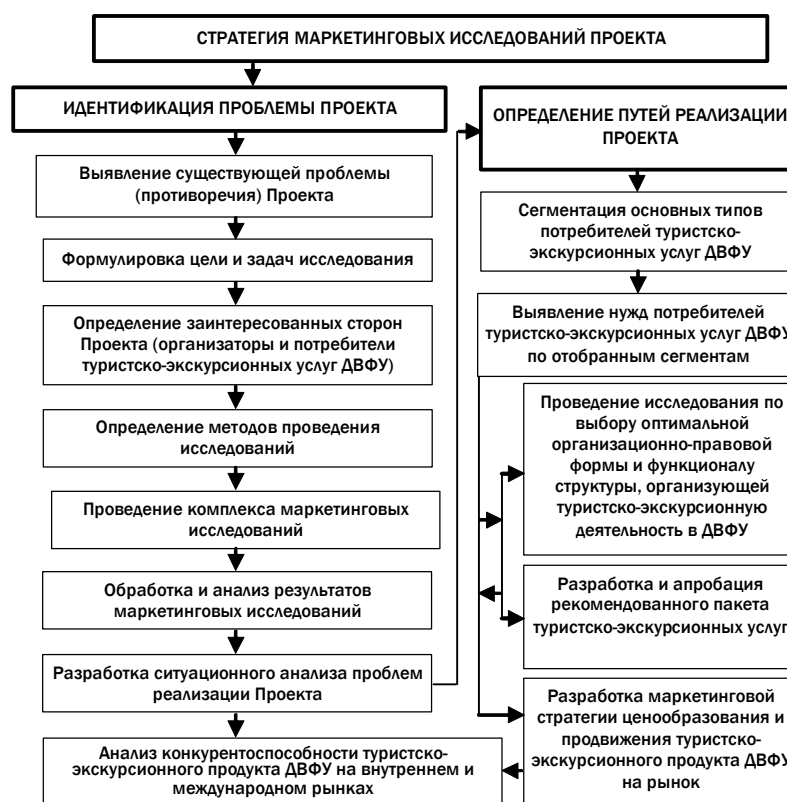 СТРАТЕГИЯ МАРКЕТИНГОВЫХ ИССЛЕДОВАНИЙ ПРОЕКТА
ИДЕНТИФИКАЦИЯ ПРОБЛЕМЫ ПРОЕКТА
Выявление существующей проблемы
(противоречия) Проекта
Формулировка цели и задач исследования
Определение заинтересованных сторон
Проекта (организаторы и потребители
туристско-экскурсионных услуг ДВФУ)
Определение методов проведения
исследований
Проведение комплекса маркетинговых
исследований
Обработка и анализ результатов
маркетинговых исследований
Разработка ситуационного анализа проблем
реализации Проекта
Анализ конкурентоспособности туристско-
экскурсионного продукта ДВФУ на внутреннем и
международном рынках
ОПРЕДЕЛЕНИЕ ПУТЕЙ РЕАЛИЗАЦИИ
ПРОЕКТА
Сегментация основных типов
потребителей туристско-
экскурсионных услуг ДВФУ
Выявление нужд потребителей
туристско-экскурсионных услуг ДВФУ
по отобранным сегментам
Проведение исследования по
выбору оптимальной
организационно-правовой
формы и функционалу
структуры, организующей
туристско-экскурсионную
деятельность в ДВФУ
Разработка и апробация
рекомендованного пакета
туристско-экскурсионных услуг
Разработка маркетинговой
стратегии ценообразования и
продвижения туристско-
экскурсионного продукта ДВФУ
на рынок